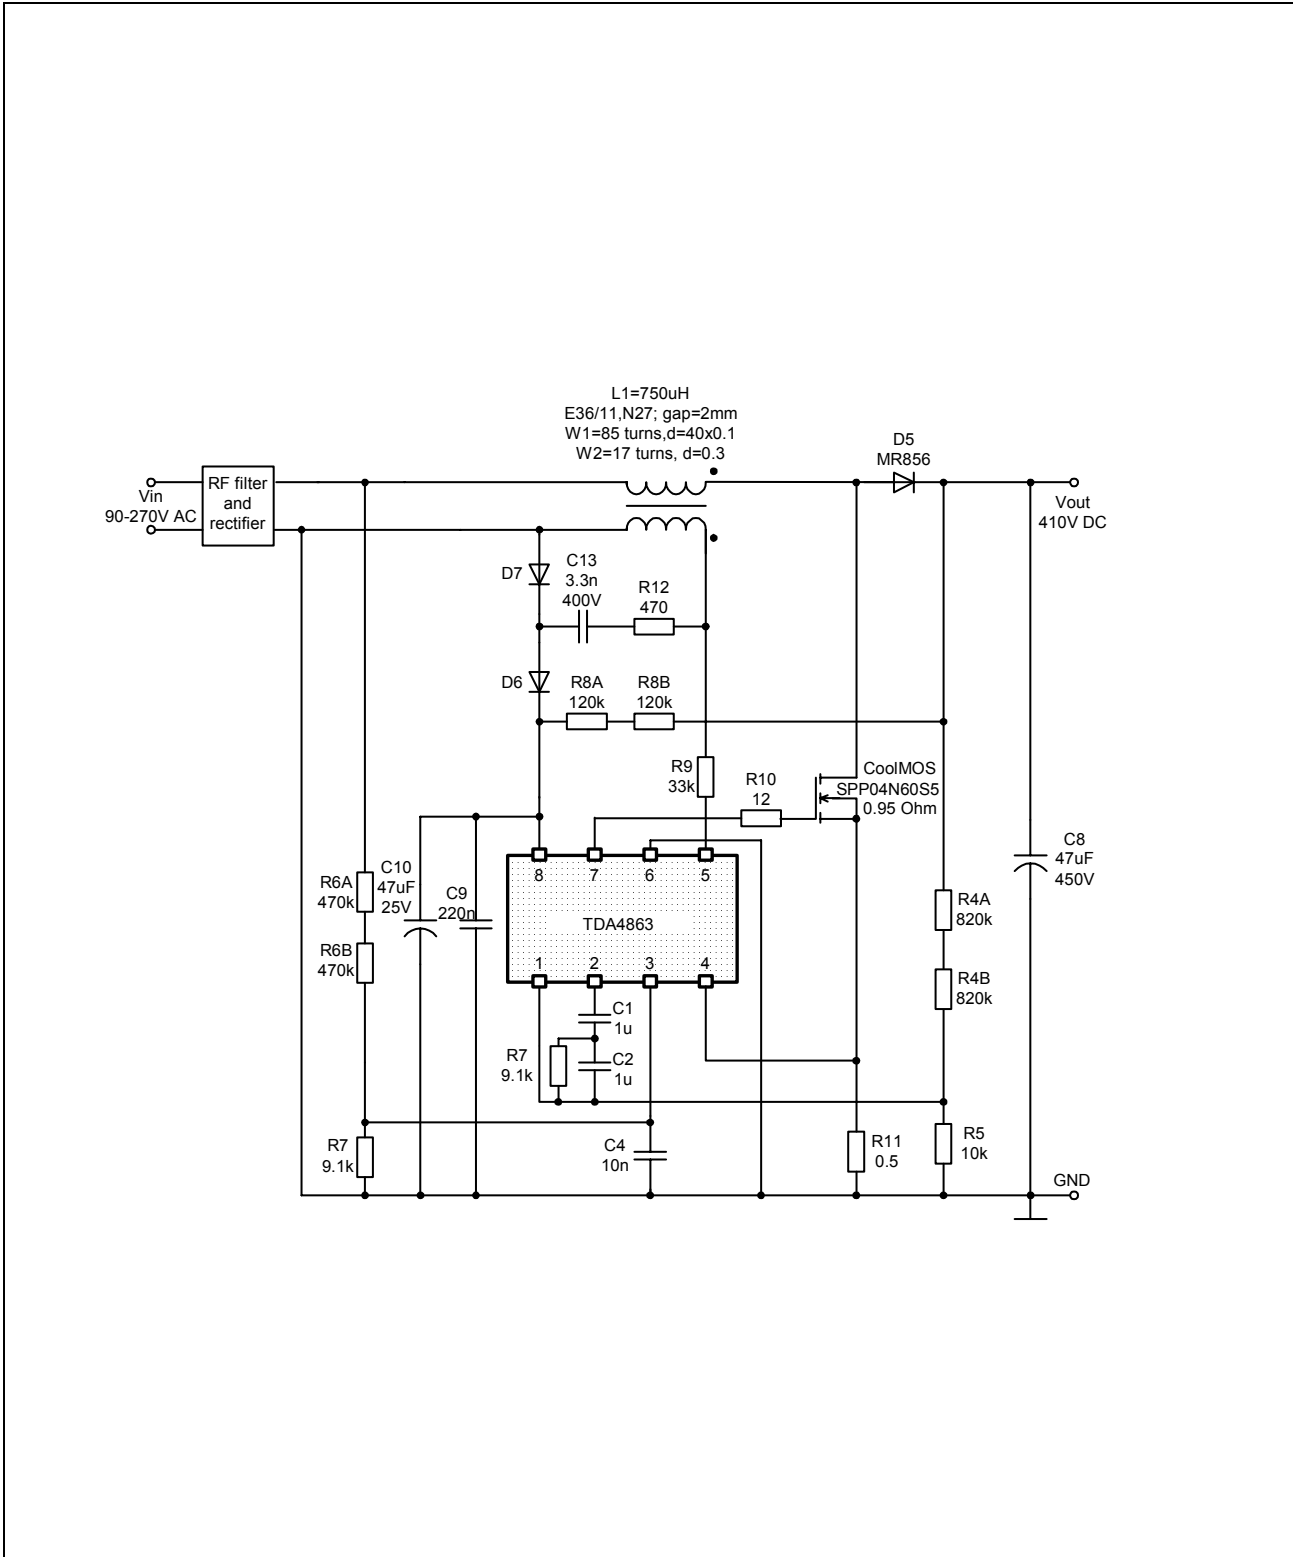 L1=750uH
E36/11,N27; gap=2mm
W1=85 turns,d=40x0.1
W2=17 turns, d=0.3
D5
MR856
Vin
90-270V AC
RF filter
and
rectifier
Vout
410V DC
D7
C13
3.3n
400V
R12
470
D6
R8A
120k
R8B
120k
R9
33k
R10
12
CoolMOS
SPP04N60S5
0.95 Ohm
C8
47uF
450V
R6A
470k
C10
47uF
25V
C9
220n
8
7
6
5
TDA4863
1
2
3
4
R4A
820k
R6B
470k
R4B
820k
C1
1u
R7
9.1k
C2
1u
R7
9.1k
C4
10n
R11
0.5
R5
10k
GND